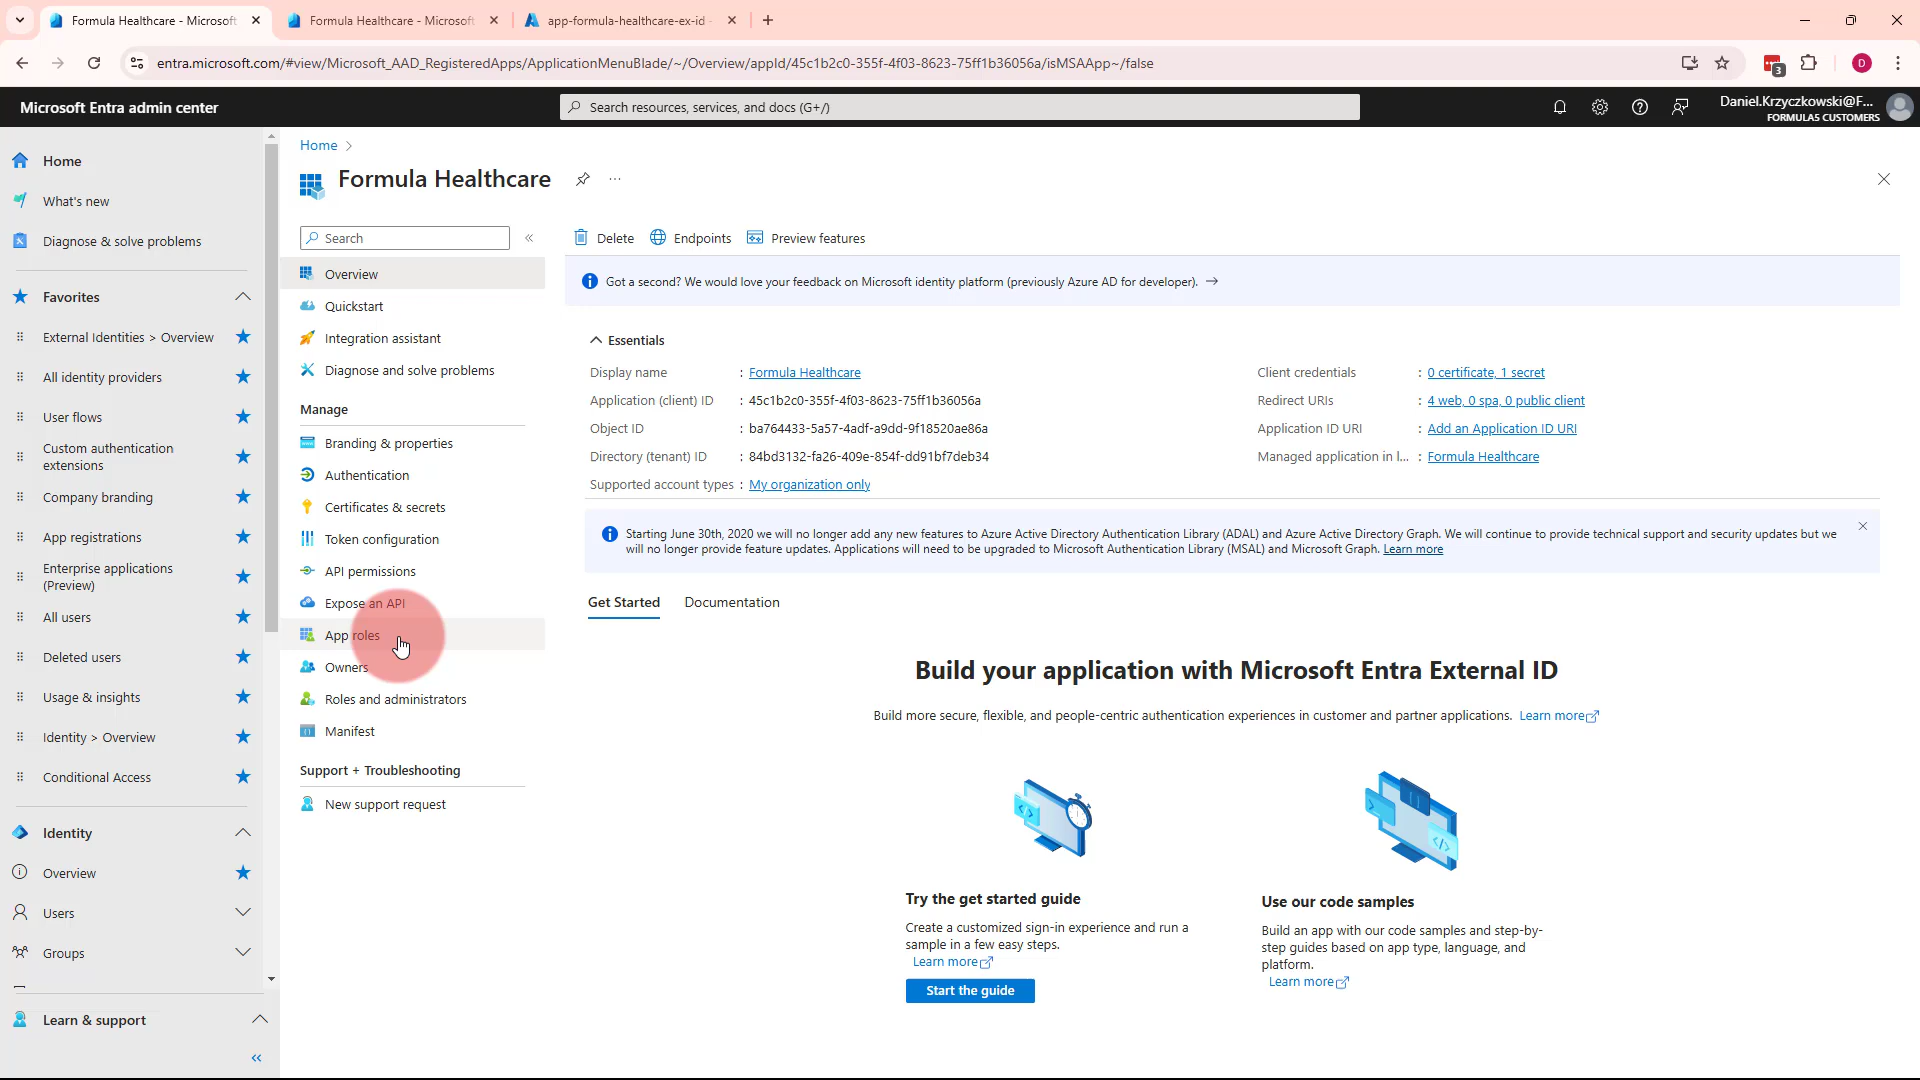 Formula Healthcare - Microsoft
Formula Healthcare - Microsoft
app-formula-healthcare-ex-id
entra.microsoft.com/#view/Microsoft_AAD_RegisteredApps/ApplicationMenuBlade/~/Overview/appId/45c1b2c0-355f-4f03-8623-75ff1b36056a/isMSAApp~/false
3
D
Microsoft Entra admin center
Search resources, services, and docs (G+/)
Daniel.Krzyczkowski@F...
FORMULA5 CUSTOMERS
Home
What's new
Diagnose & solve problems
Favorites
External Identities > Overview
All identity providers
User flows
Custom authentication
extensions
Company branding
App registrations
Enterprise applications
(Preview)
All users
Deleted users
Usage & insights
Identity > Overview
Conditional Access
Identity
Overview
Users
Groups
Learn & support
Home
Formula Healthcare
Search
Overview
Quickstart
Integration assistant
Diagnose and solve problems
Manage
Branding & properties
Authentication
Certificates & secrets
Token configuration
API permissions
Expose an API
App roles
Owners
Roles and administrators
Manifest
Support + Troubleshooting
New support request
Delete
Endpoints
Preview features
Got a second? We would love your feedback on Microsoft identity platform (previously Azure AD for developer).
Essentials
Display name : Formula Healthcare
Application (client) ID : 45c1b2c0-355f-4f03-8623-75ff1b36056a
Object ID : ba764433-5a57-4adf-a9dd-9f18520ae86a
Directory (tenant) ID : 84bd3132-fa26-409e-854f-dd91bf7deb34
Supported account types : My organization only
Client credentials : 0 certificate, 1 secret
Redirect URIs : 4 web, 0 spa, 0 public client
Application ID URI : Add an Application ID URI
Managed application in l... : Formula Healthcare
Starting June 30th, 2020 we will no longer add any new features to Azure Active Directory Authentication Library (ADAL) and Azure Active Directory Graph. We will continue to provide technical support and security updates but we
will no longer provide feature updates. Applications will need to be upgraded to Microsoft Authentication Library (MSAL) and Microsoft Graph. Learn more
Get Started
Documentation
Build your application with Microsoft Entra External ID
Build more secure, flexible, and people-centric authentication experiences in customer and partner applications. Learn more
Try the get started guide
Create a customized sign-in experience and run a
sample in a few easy steps.
Learn more
Start the guide
Use our code samples
Build an app with our code samples and step-by-
step guides based on app type, language, and
platform.
Learn more